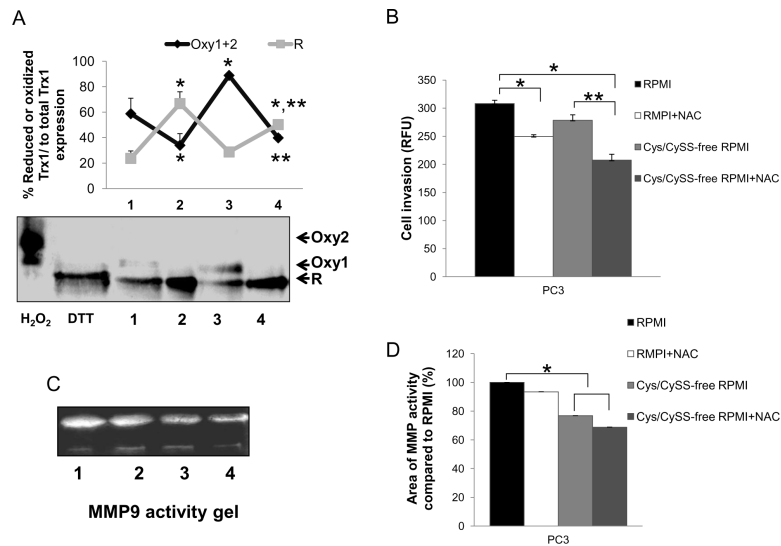 A
Oxy1+2 R
% Reduced or oxidized
Trx1/ to total Trx1
expression
100
80
60
40
20
0
*
*
*
*,**
**
1 2 3 4
Oxy2
Oxy1
R
H₂O₂ DTT 1 2 3 4
B
Cell invasion (RFU)
350
300
250
200
150
100
50
0
*
*
**
PC3
RPMI
RMPI+NAC
Cys/CySS-free RPMI
Cys/CySS-free RPMI+NAC
C
1 2 3 4
MMP9 activity gel
D
Area of MMP activity
compared to RPMI (%)
120
100
80
60
40
20
0
*
PC3
RPMI
RMPI+NAC
Cys/CySS-free RPMI
Cys/CySS-free RPMI+NAC